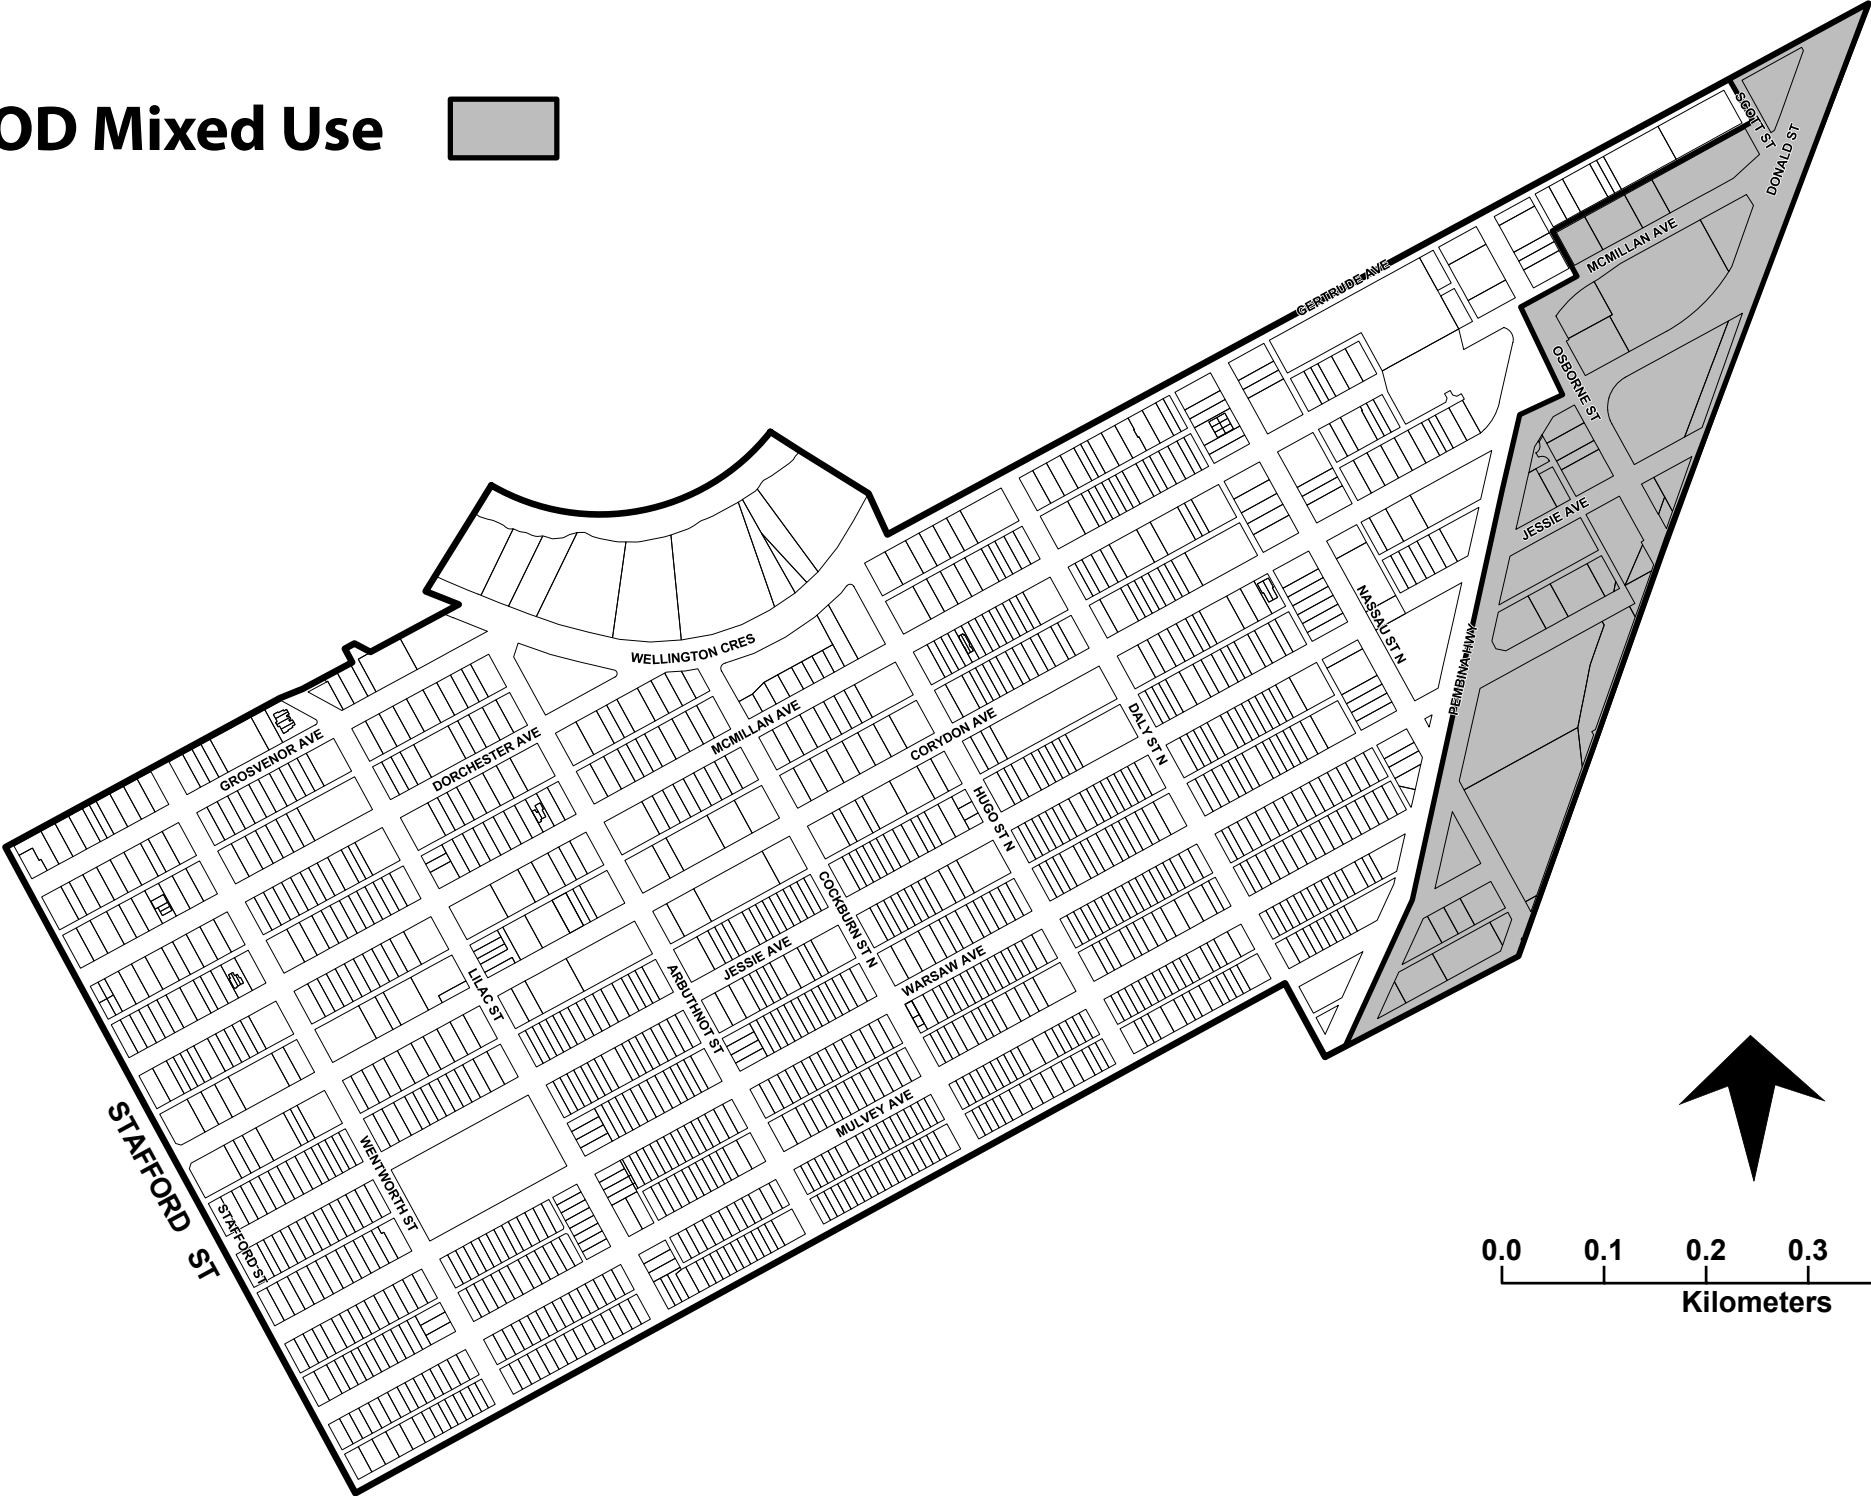 OD Mixed Use
SCOTT ST
DONALD ST
MCMILLAN AVE
GERTRUDE AVE
OSBORNE ST
JESSIE AVE
NASSAU ST N
PEMBINA HWY
WELLINGTON CRES
MCMILLAN AVE
CORYDON AVE
DALY ST N
GROSVENOR AVE
DORCHESTER AVE
HUGO ST N
COCKBURN ST N
JESSIE AVE
WARSAW AVE
LILAC ST
ARBUTHNOT ST
MULVEY AVE
WENTWORTH ST
STAFFORD ST
STAFFORD ST
0.0 0.1 0.2 0.3
Kilometers